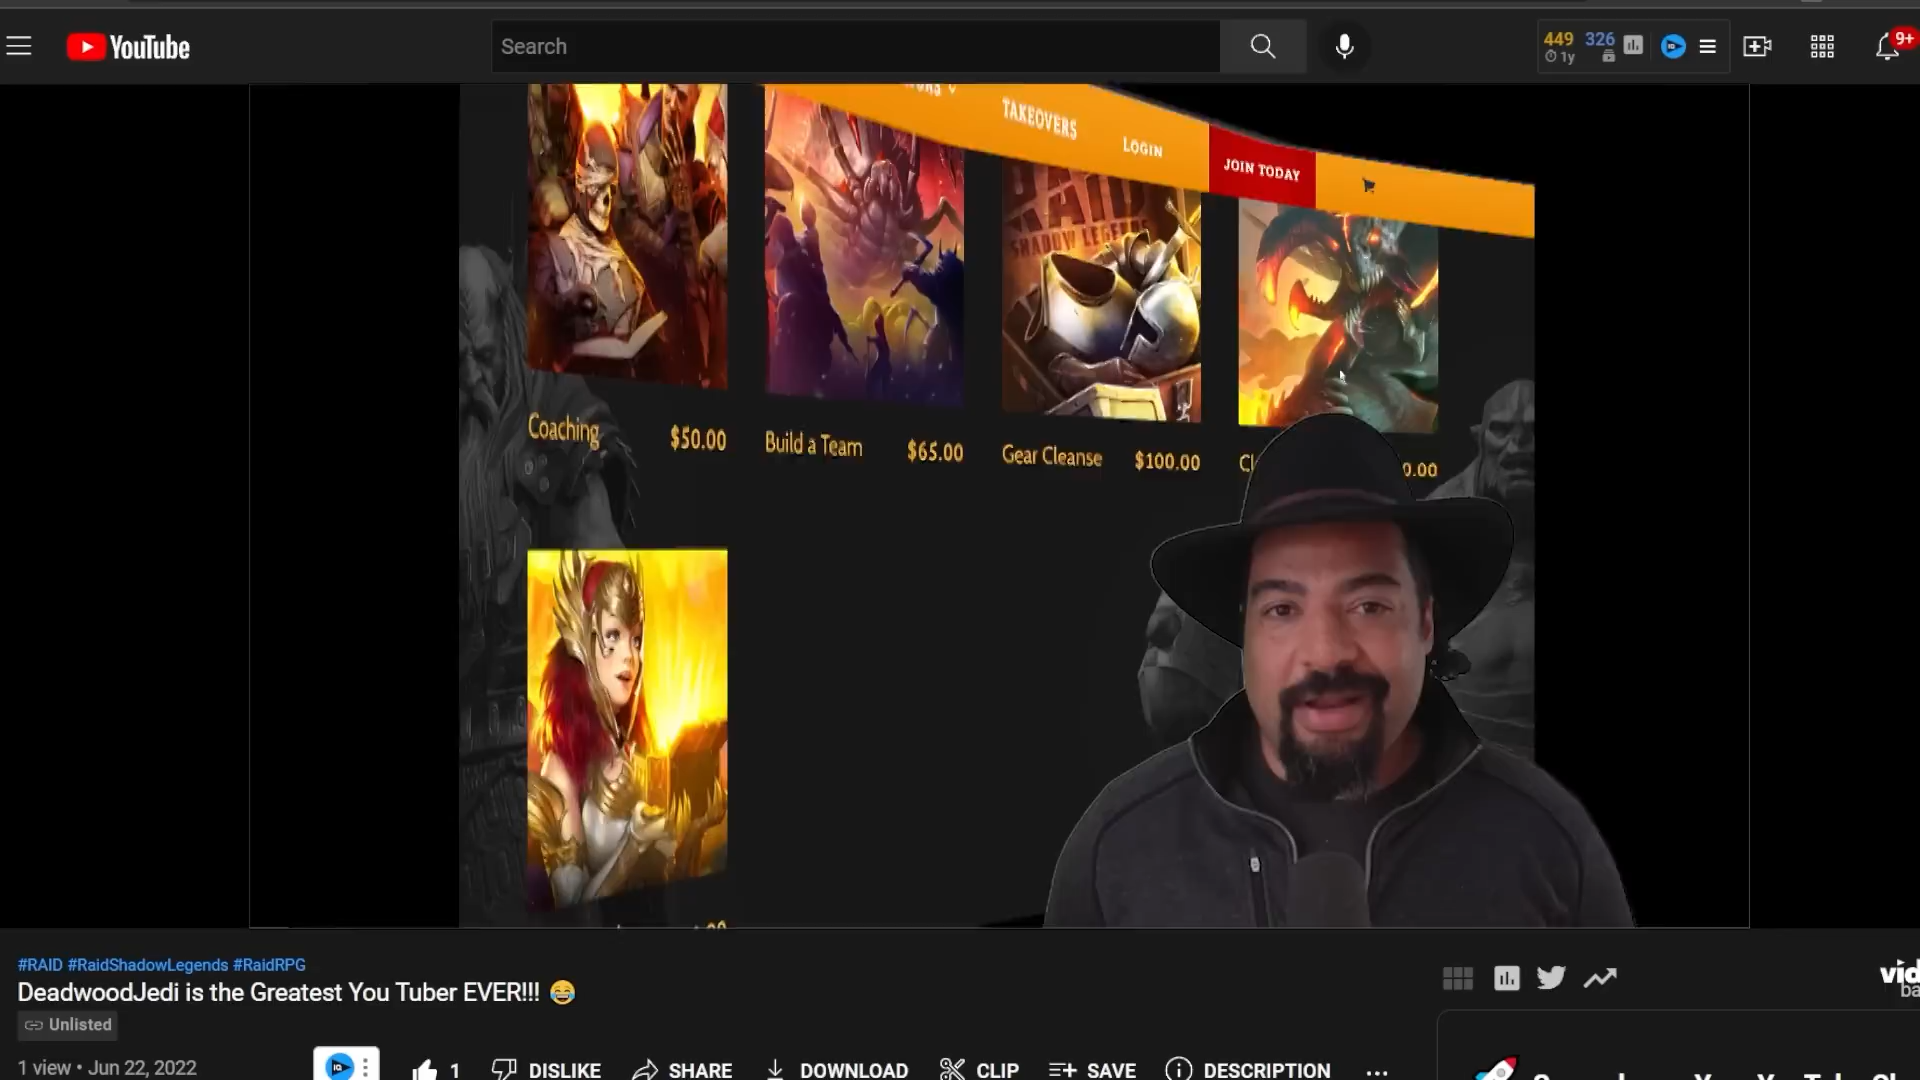 YouTube
Search
449
326
1y
9+
TAKEOVERS
LOGIN
JOIN TODAY
RAID
SHADOW LEGENDS
Coaching
$50.00
Build a Team
$65.00
Gear Cleanse
$100.00
#RAID #RaidShadowLegends #RaidRPG
DeadwoodJedi is the Greatest You Tuber EVER!!! 😂
Unlisted
1 view • Jun 22, 2022
IQ
1
DISLIKE
SHARE
DOWNLOAD
CLIP
SAVE
DESCRIPTION